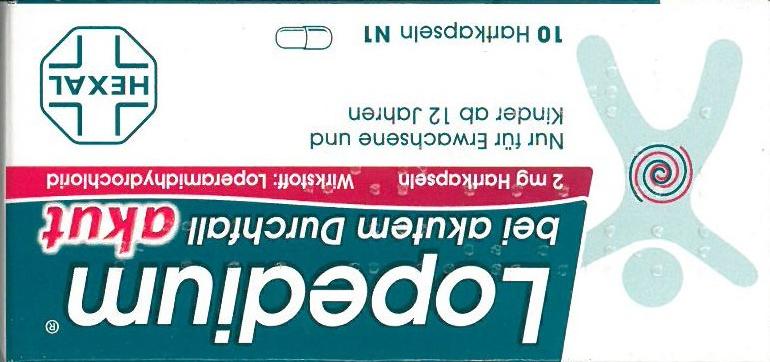 Lopedium®
bei akutem Durchfall akut
2 mg Hartkapseln Wirkstoff: Loperamidhydrochlorid
Nur für Erwachsene und
Kinder ab 12 Jahren
10 Hartkapseln N1
HEXAL